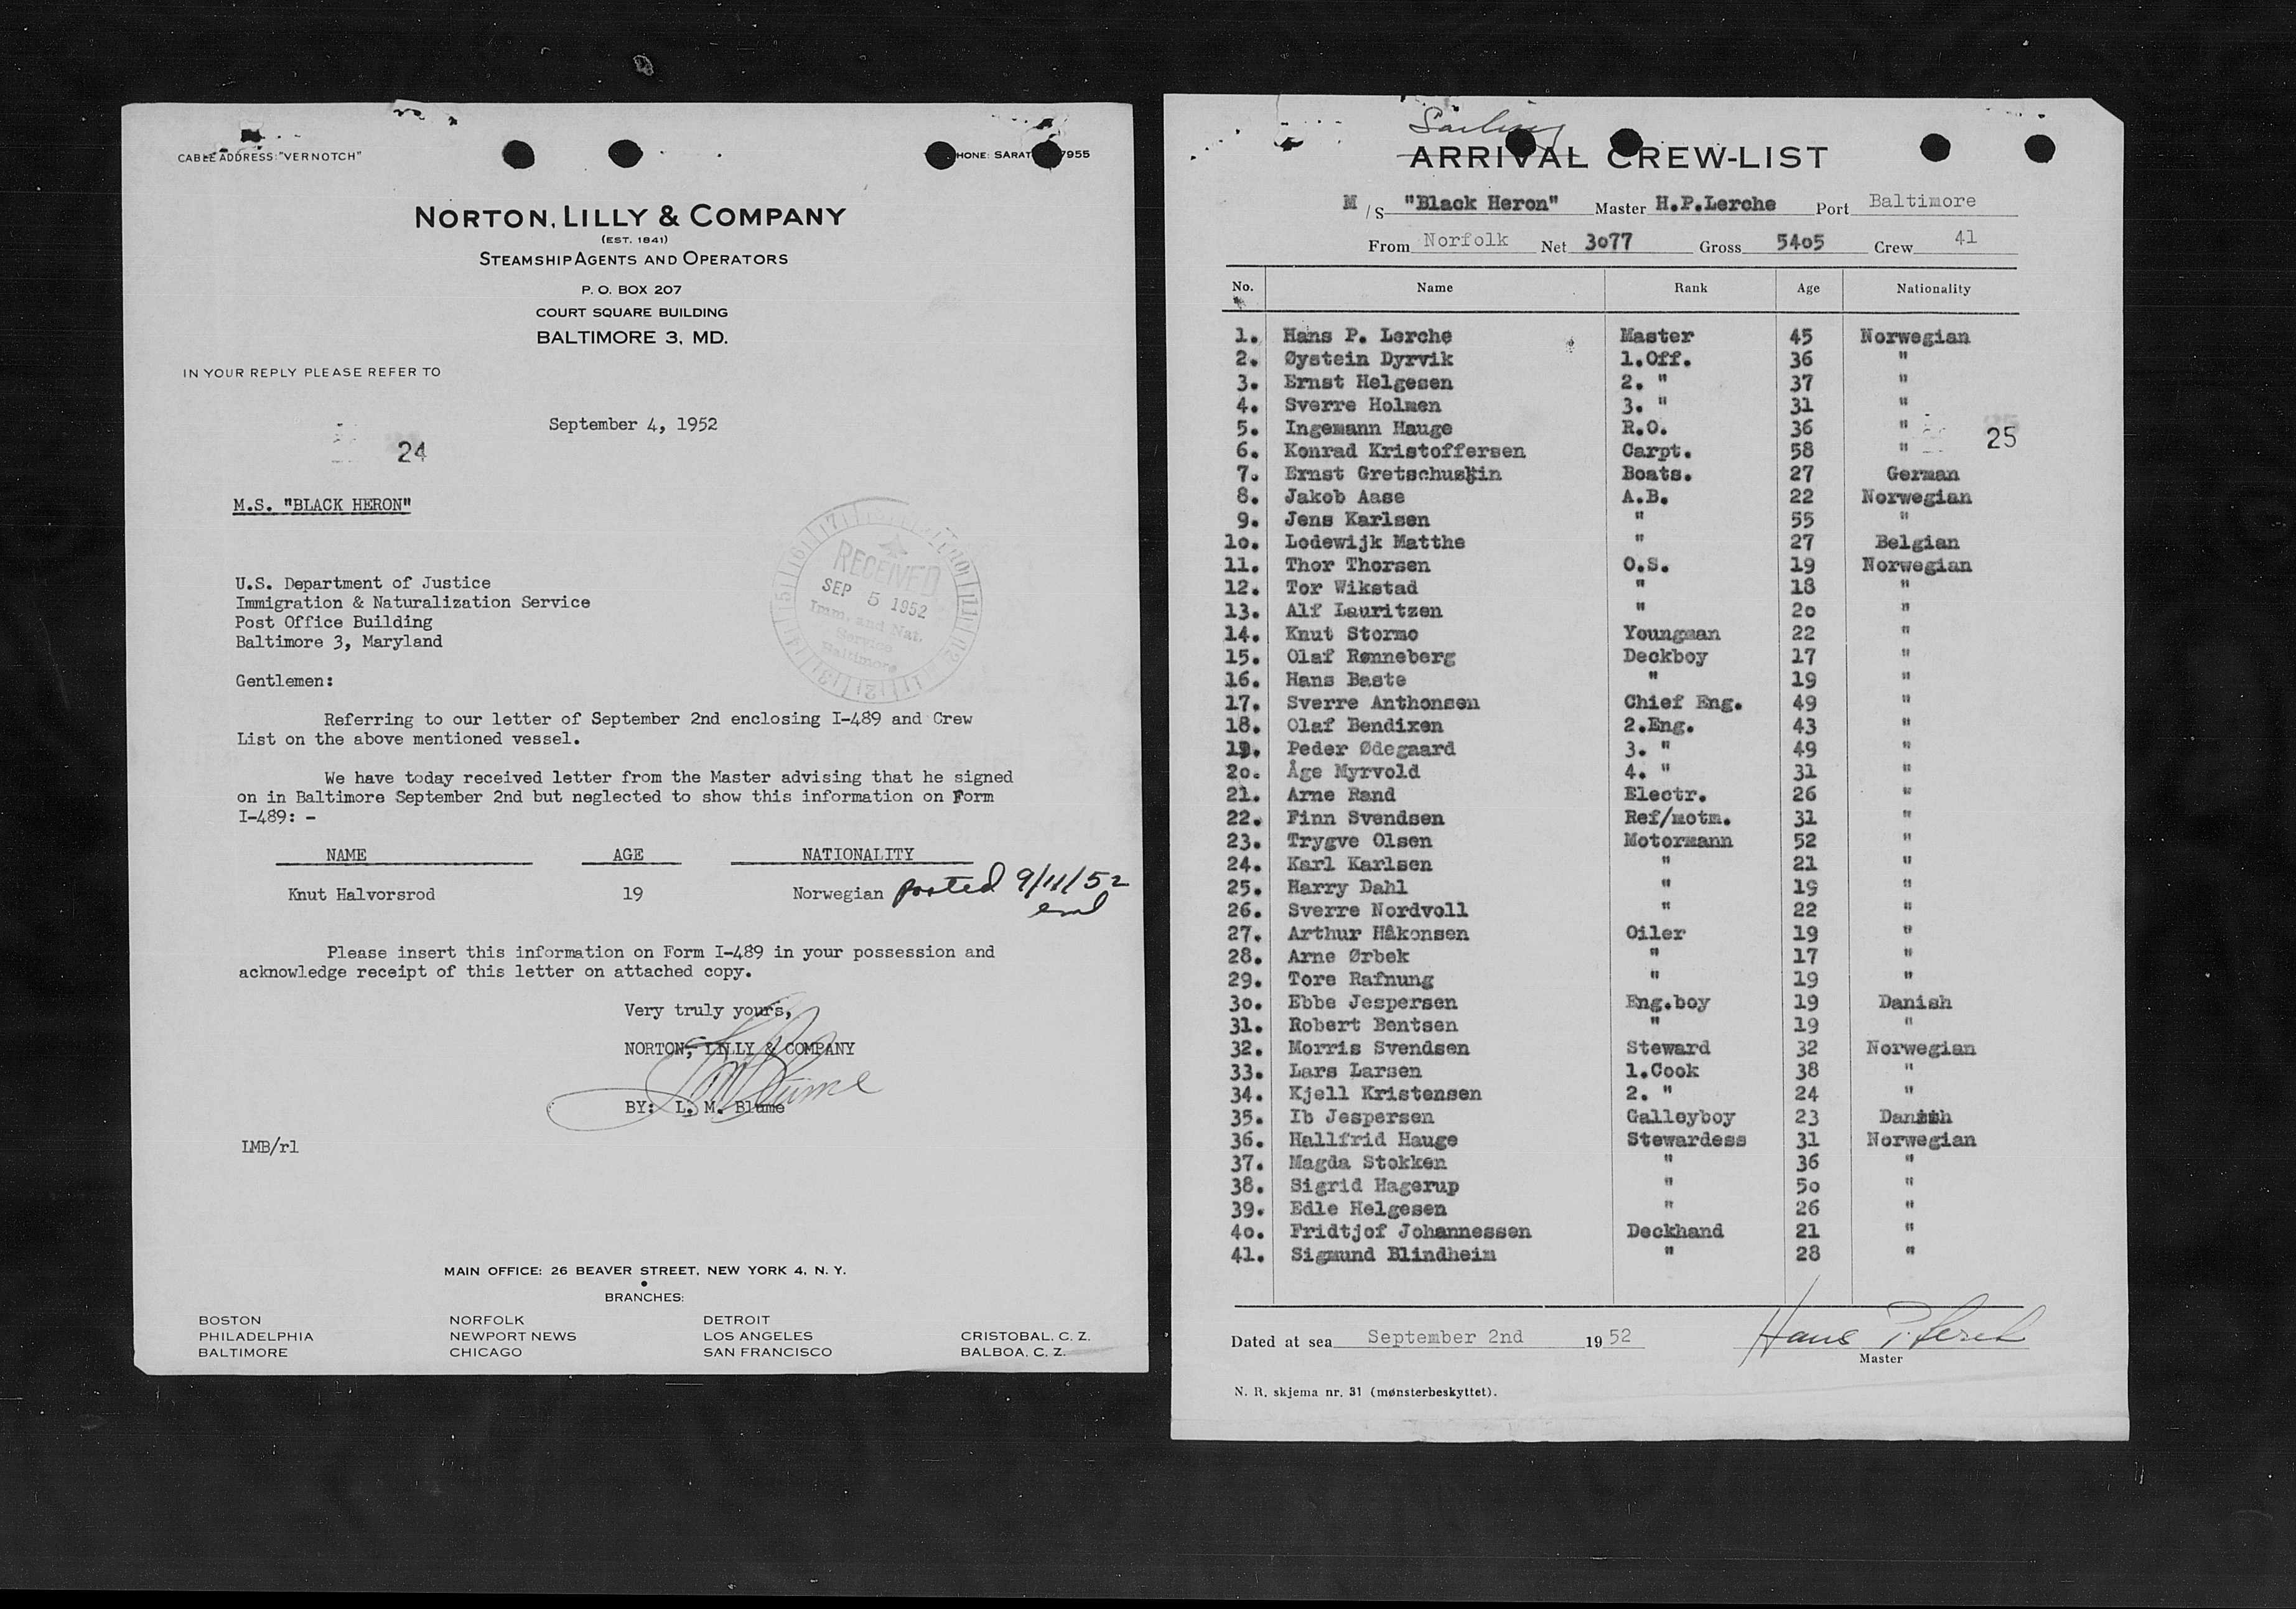 CABLE ADDRESS: "VERNOTCH"
HONE: SARAT 7955
NORTON, LILLY & COMPANY
(EST. 1841)
STEAMSHIP AGENTS AND OPERATORS
P. O. BOX 207
COURT SQUARE BUILDING
BALTIMORE 3, MD.
IN YOUR REPLY PLEASE REFER TO
September 4, 1952
24
M.S. "BLACK HERON"
RECEIVED
SEP 5 1952
Imm. and Nat.
Service
Baltimore
U.S. Department of Justice
Immigration & Naturalization Service
Post Office Building
Baltimore 3, Maryland
Gentlemen:
Referring to our letter of September 2nd enclosing I-489 and Crew
List on the above mentioned vessel.
We have today received letter from the Master advising that he signed
on in Baltimore September 2nd but neglected to show this information on Form
I-489: -
NAME AGE NATIONALITY
Knut Halvorsrod 19 Norwegian posted 9/11/52
Please insert this information on Form I-489 in your possession and
acknowledge receipt of this letter on attached copy.
Very truly yours,
NORTON, LILLY & COMPANY
BY: L. M. Blume
LMB/rl
MAIN OFFICE: 26 BEAVER STREET, NEW YORK 4, N. Y.
BRANCHES:
BOSTON NORFOLK DETROIT
PHILADELPHIA NEWPORT NEWS LOS ANGELES CRISTOBAL, C. Z.
BALTIMORE CHICAGO SAN FRANCISCO BALBOA, C. Z.
Sailing
ARRIVAL CREW-LIST
M/S "Black Heron" Master H.P.Lerche Port Baltimore
From Norfolk Net 3077 Gross 5405 Crew 41
No. Name Rank Age Nationality
1. Hans P. Lerche Master 45 Norwegian
2. Øystein Dyrvik 1.Off. 36 "
3. Ernst Helgesen 2. " 37 "
4. Sverre Holmen 3. " 31 "
5. Ingemann Hauge R.O. 36 "
25
6. Konrad Kristoffersen Carpt. 58 "
7. Ernst Gretschuskin Boats. 27 German
8. Jakob Aase A.B. 22 Norwegian
9. Jens Karlsen " 55 "
10. Lodewijk Matthe " 27 Belgian
11. Thor Thorsen O.S. 19 Norwegian
12. Tor Wikstad " 18 "
13. Alf Lauritzen " 20 "
14. Knut Stormo Youngman 22 "
15. Olaf Rønneberg Deckboy 17 "
16. Hans Baste " 19 "
17. Sverre Anthonsen Chief Eng. 49 "
18. Olaf Bendixen 2.Eng. 43 "
19. Peder Ødegaard 3. " 49 "
20. Åge Myrvold 4. " 31 "
21. Arne Rand Electr. 26 "
22. Finn Svendsen Ref/motm. 31 "
23. Trygve Olsen Motormann 52 "
24. Karl Karlsen " 21 "
25. Harry Dahl " 19 "
26. Sverre Nordvoll " 22 "
27. Arthur Håkonsen Oiler 19 "
28. Arne Ørbek " 17 "
29. Tore Rafnung " 19 "
30. Ebbe Jespersen Eng.boy 19 Danish
31. Robert Bentsen " 19 "
32. Morris Svendsen Steward 32 Norwegian
33. Lars Larsen 1.Cook 38 "
34. Kjell Kristensen 2. " 24 "
35. Ib Jespersen Galleyboy 23 Danish
36. Hallfrid Hauge Stewardess 31 Norwegian
37. Magda Stokken " 36 "
38. Sigrid Hagerup " 50 "
39. Edle Helgesen " 26 "
40. Fridtjof Johannessen Deckhand 21 "
41. Sigmund Blindheim " 28 "
Dated at sea September 2nd 1952 Hans P. Lerche
Master
N. R. skjema nr. 31 (mønsterbeskyttet).